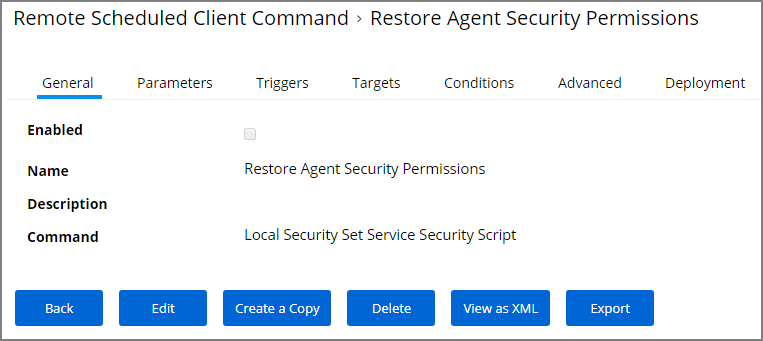 Remote Scheduled Client Command › Restore Agent Security Permissions
General Parameters Triggers Targets Conditions Advanced Deployment
Enabled
Name Restore Agent Security Permissions
Description
Command Local Security Set Service Security Script
Back Edit Create a Copy Delete View as XML Export